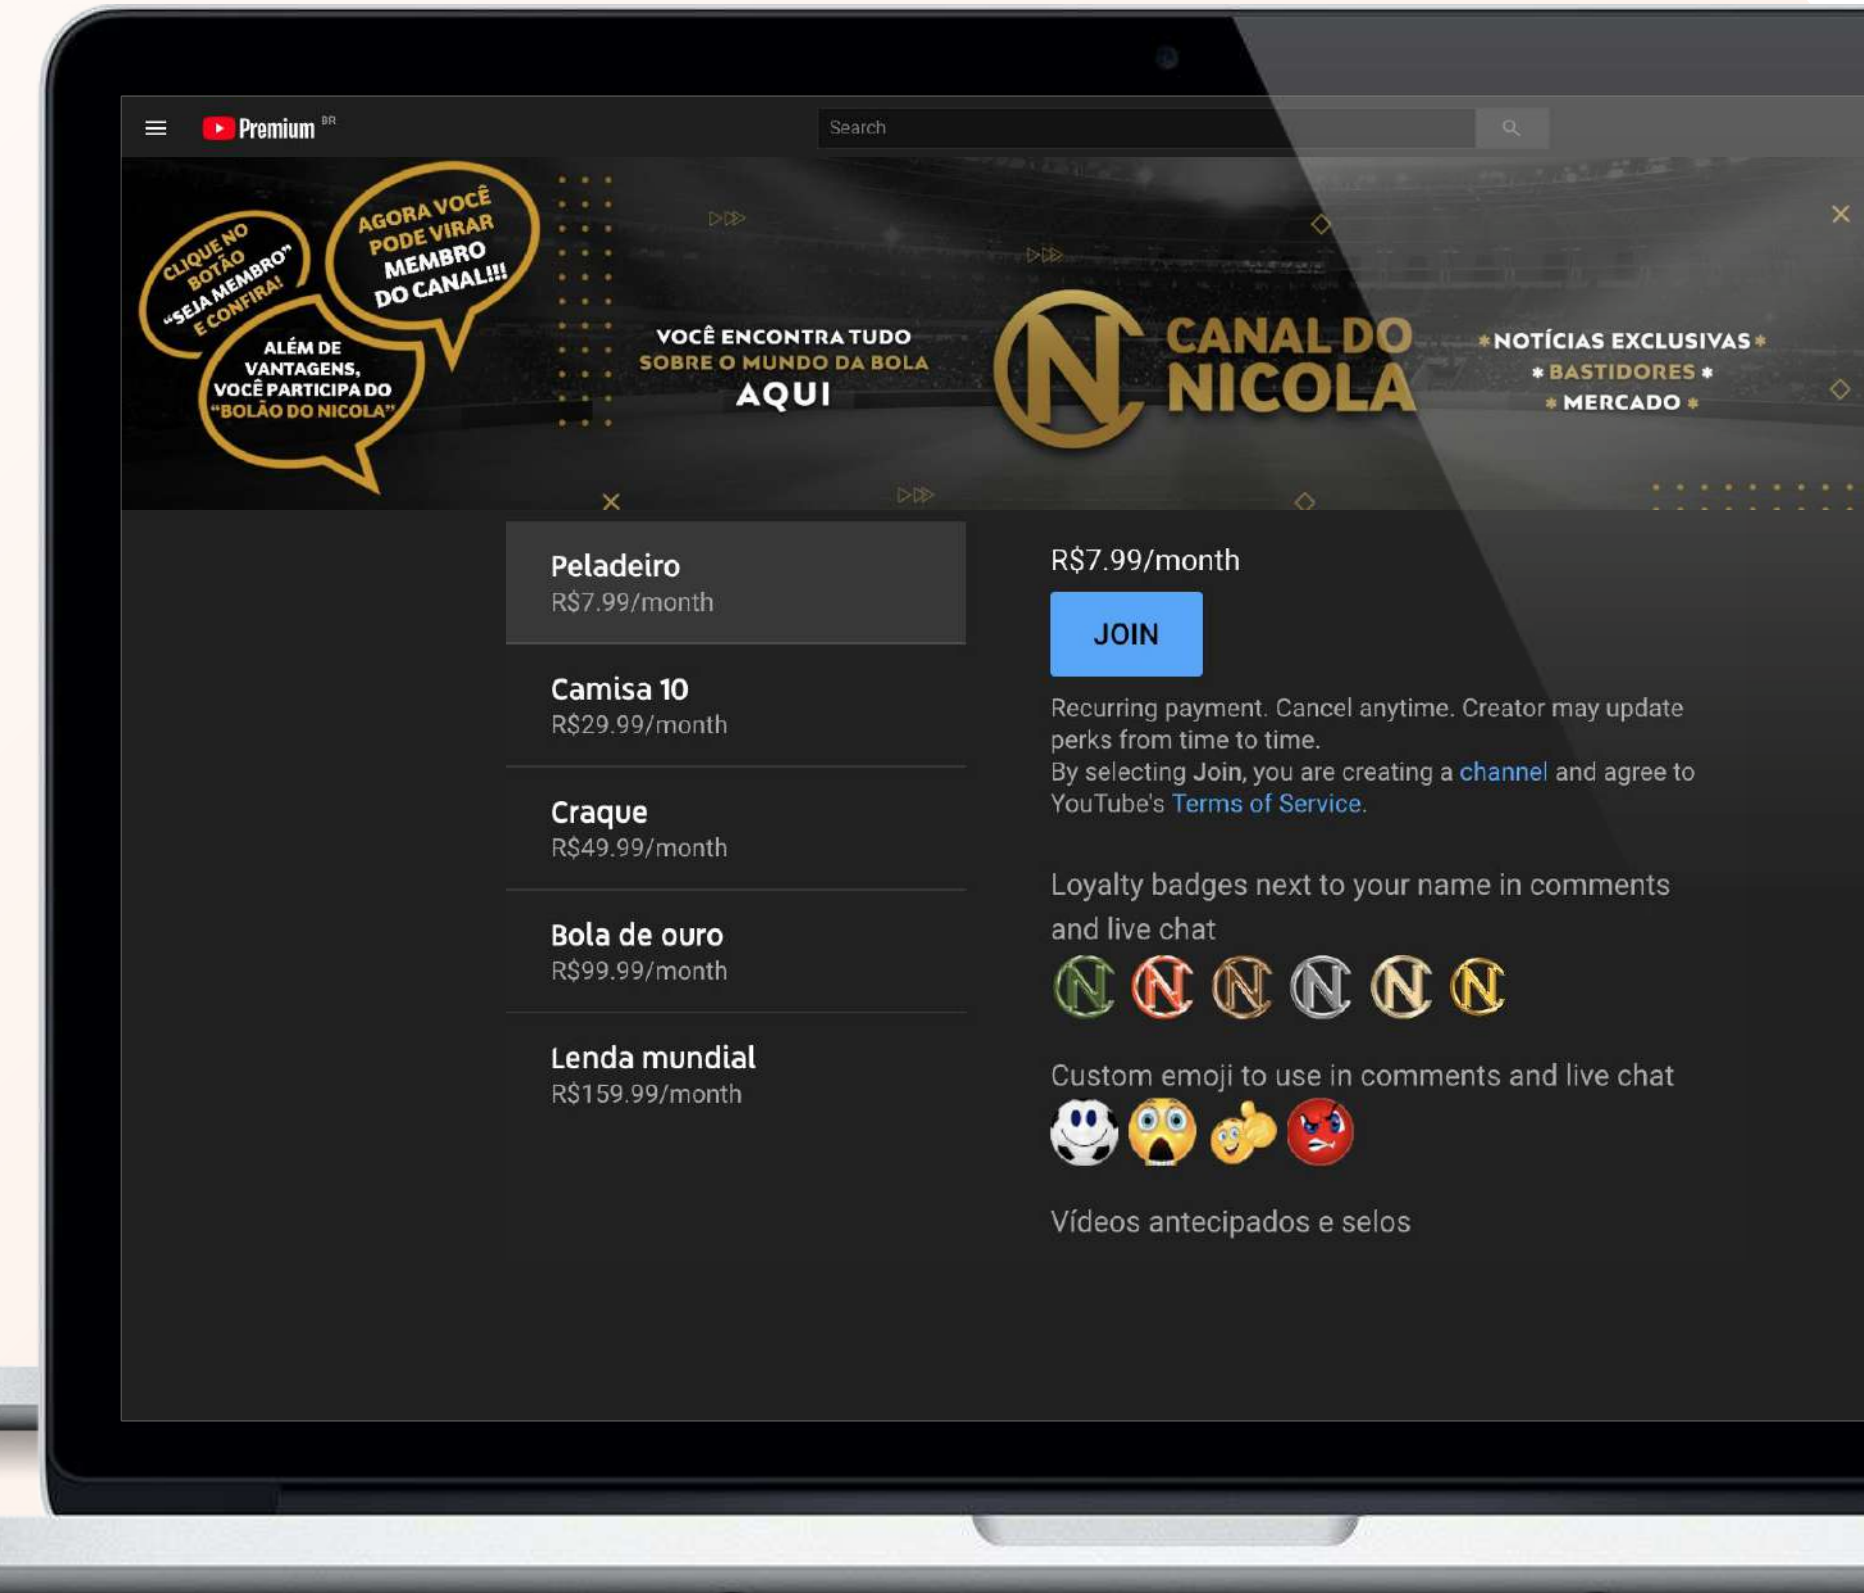 Premium BR
Search
CLIQUE NO
BOTÃO
"SEJA MEMBRO"
E CONFIRA!
AGORA VOCÊ
PODE VIRAR
MEMBRO
DO CANAL!!!
ALÉM DE
VANTAGENS,
VOCÊ PARTICIPA DO
"BOLÃO DO NICOLA"
VOCÊ ENCONTRA TUDO
SOBRE O MUNDO DA BOLA
AQUI
CANAL DO
NICOLA
*NOTÍCIAS EXCLUSIVAS*
*BASTIDORES*
*MERCADO*
Peladeiro
R$7.99/month
Camisa 10
R$29.99/month
Craque
R$49.99/month
Bola de ouro
R$99.99/month
Lenda mundial
R$159.99/month
R$7.99/month
JOIN
Recurring payment. Cancel anytime. Creator may update
perks from time to time.
By selecting Join, you are creating a channel and agree to
YouTube's Terms of Service.
Loyalty badges next to your name in comments
and live chat
Custom emoji to use in comments and live chat
Vídeos antecipados e selos